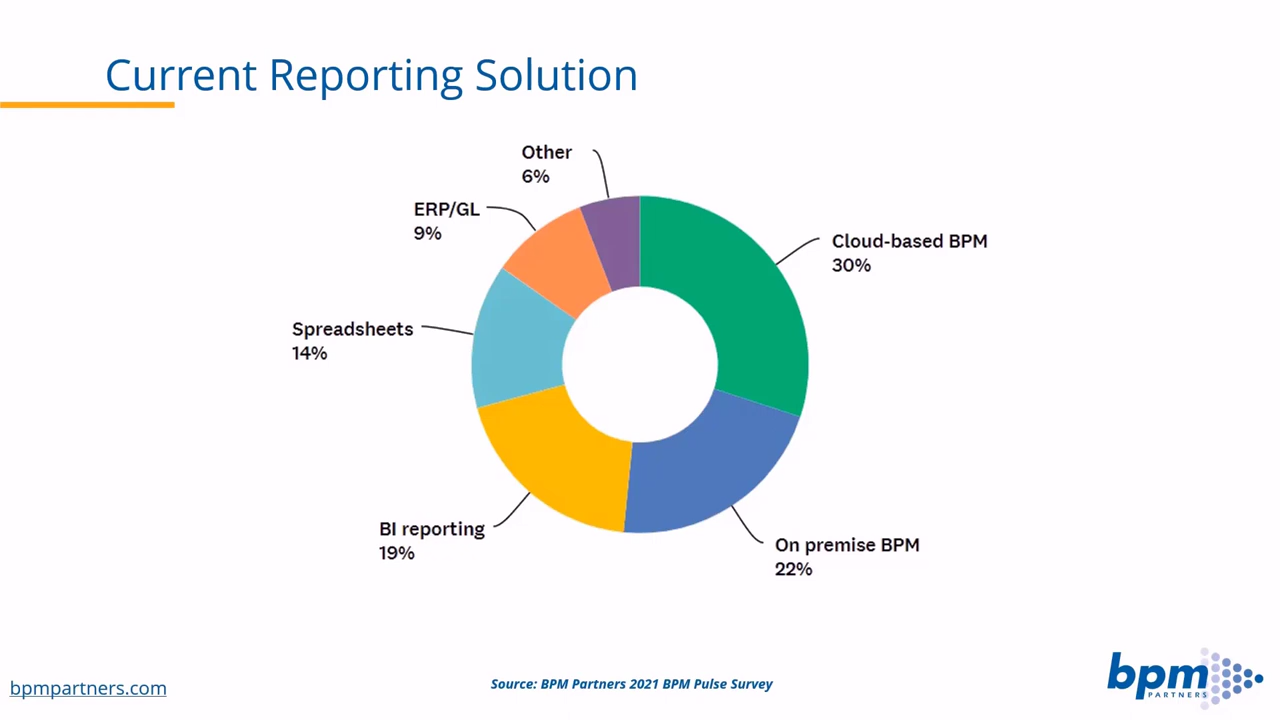 Current Reporting Solution
Other
6%
ERP/GL
9%
Cloud-based BPM
30%
Spreadsheets
14%
BI reporting
19%
On premise BPM
22%
bpmpartners.com
Source: BPM Partners 2021 BPM Pulse Survey
bpm
PARTNERS